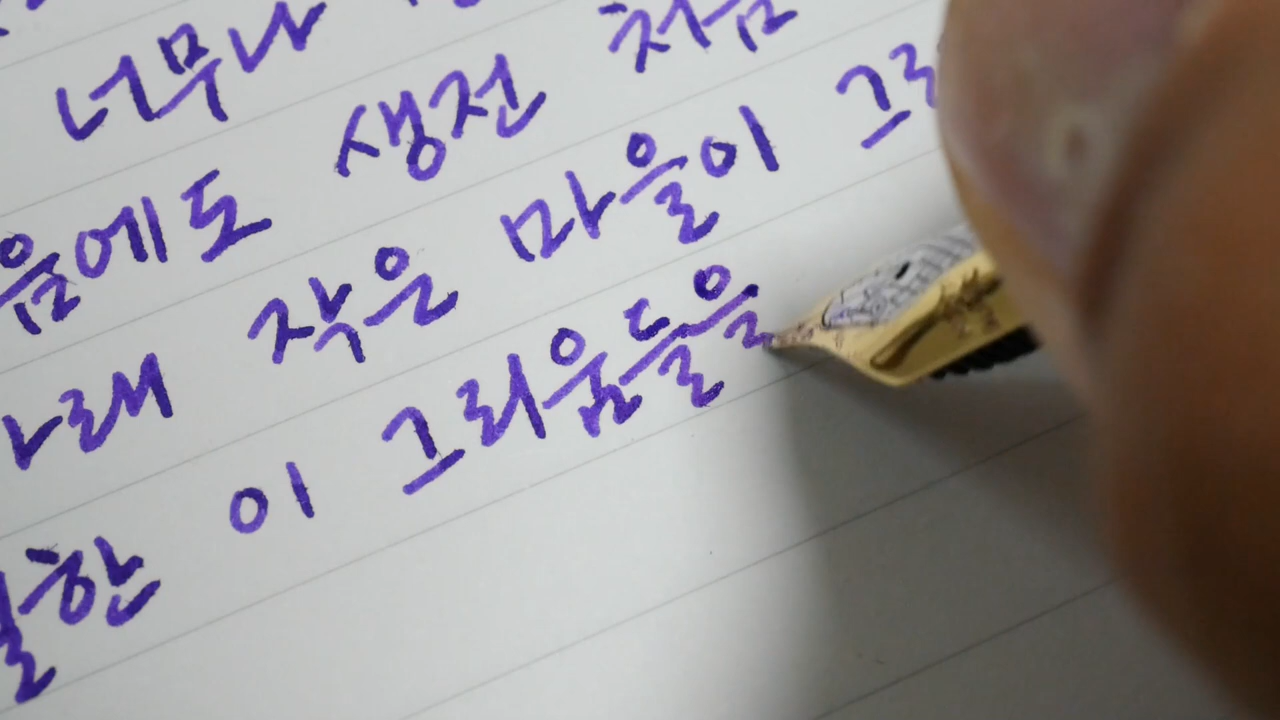 너무나
음에도 생전 처음
래 작은 마을이 그
한 이 그리움들을